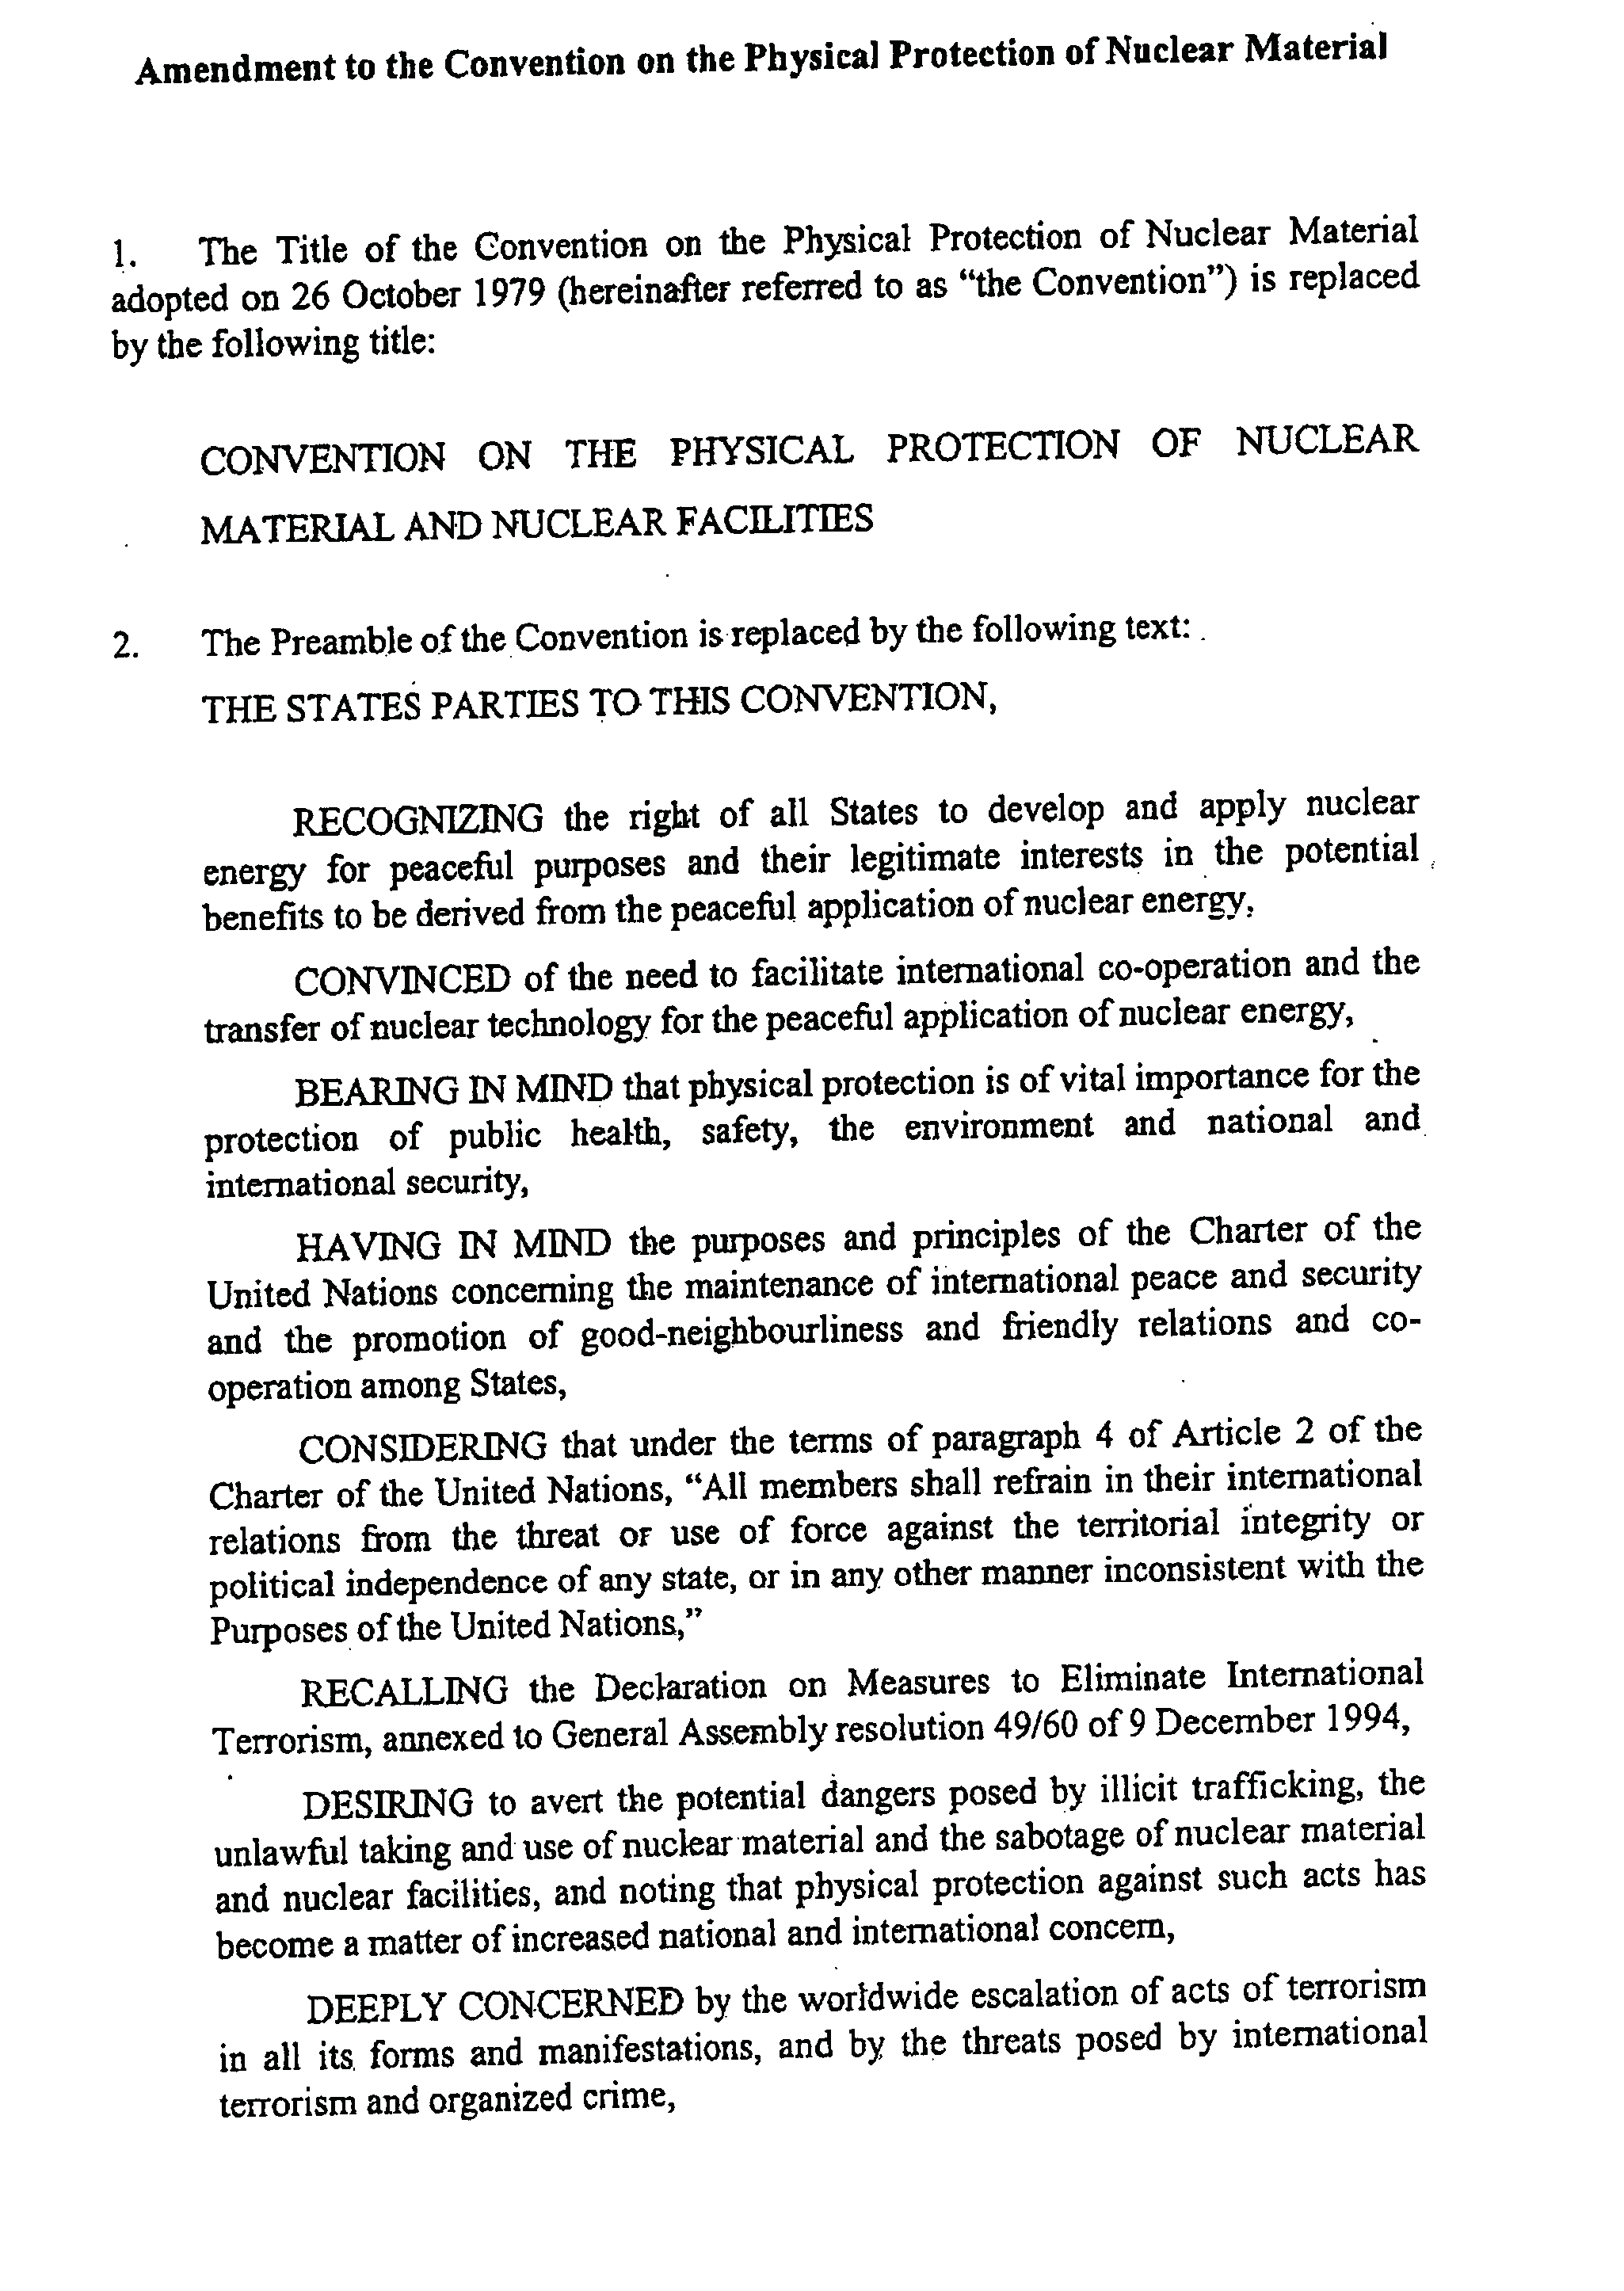 Amendment to the Convention on the Physical Protection of Nuclear Material
1. The Title of the Convention on the Physical Protection of Nuclear Material
adopted on 26 October 1979 (hereinafter referred to as “the Convention”) is replaced
by the following title:
CONVENTION ON THE PHYSICAL PROTECTION OF NUCLEAR
MATERIAL AND NUCLEAR FACILITIES
2. The Preamble of the Convention is replaced by the following text:
THE STATES PARTIES TO THIS CONVENTION,
RECOGNIZING the right of all States to develop and apply nuclear
energy for peaceful purposes and their legitimate interests in the potential
benefits to be derived from the peaceful application of nuclear energy,
CONVINCED of the need to facilitate international co-operation and the
transfer of nuclear technology for the peaceful application of nuclear energy,
BEARING IN MIND that physical protection is of vital importance for the
protection of public health, safety, the environment and national and
international security,
HAVING IN MIND the purposes and principles of the Charter of the
United Nations concerning the maintenance of international peace and security
and the promotion of good-neighbourliness and friendly relations and co-
operation among States,
CONSIDERING that under the terms of paragraph 4 of Article 2 of the
Charter of the United Nations, “All members shall refrain in their international
relations from the threat or use of force against the territorial integrity or
political independence of any state, or in any other manner inconsistent with the
Purposes of the United Nations,”
RECALLING the Declaration on Measures to Eliminate International
Terrorism, annexed to General Assembly resolution 49/60 of 9 December 1994,
DESIRING to avert the potential dangers posed by illicit trafficking, the
unlawful taking and use of nuclear material and the sabotage of nuclear material
and nuclear facilities, and noting that physical protection against such acts has
become a matter of increased national and international concern,
DEEPLY CONCERNED by the worldwide escalation of acts of terrorism
in all its forms and manifestations, and by the threats posed by international
terrorism and organized crime,